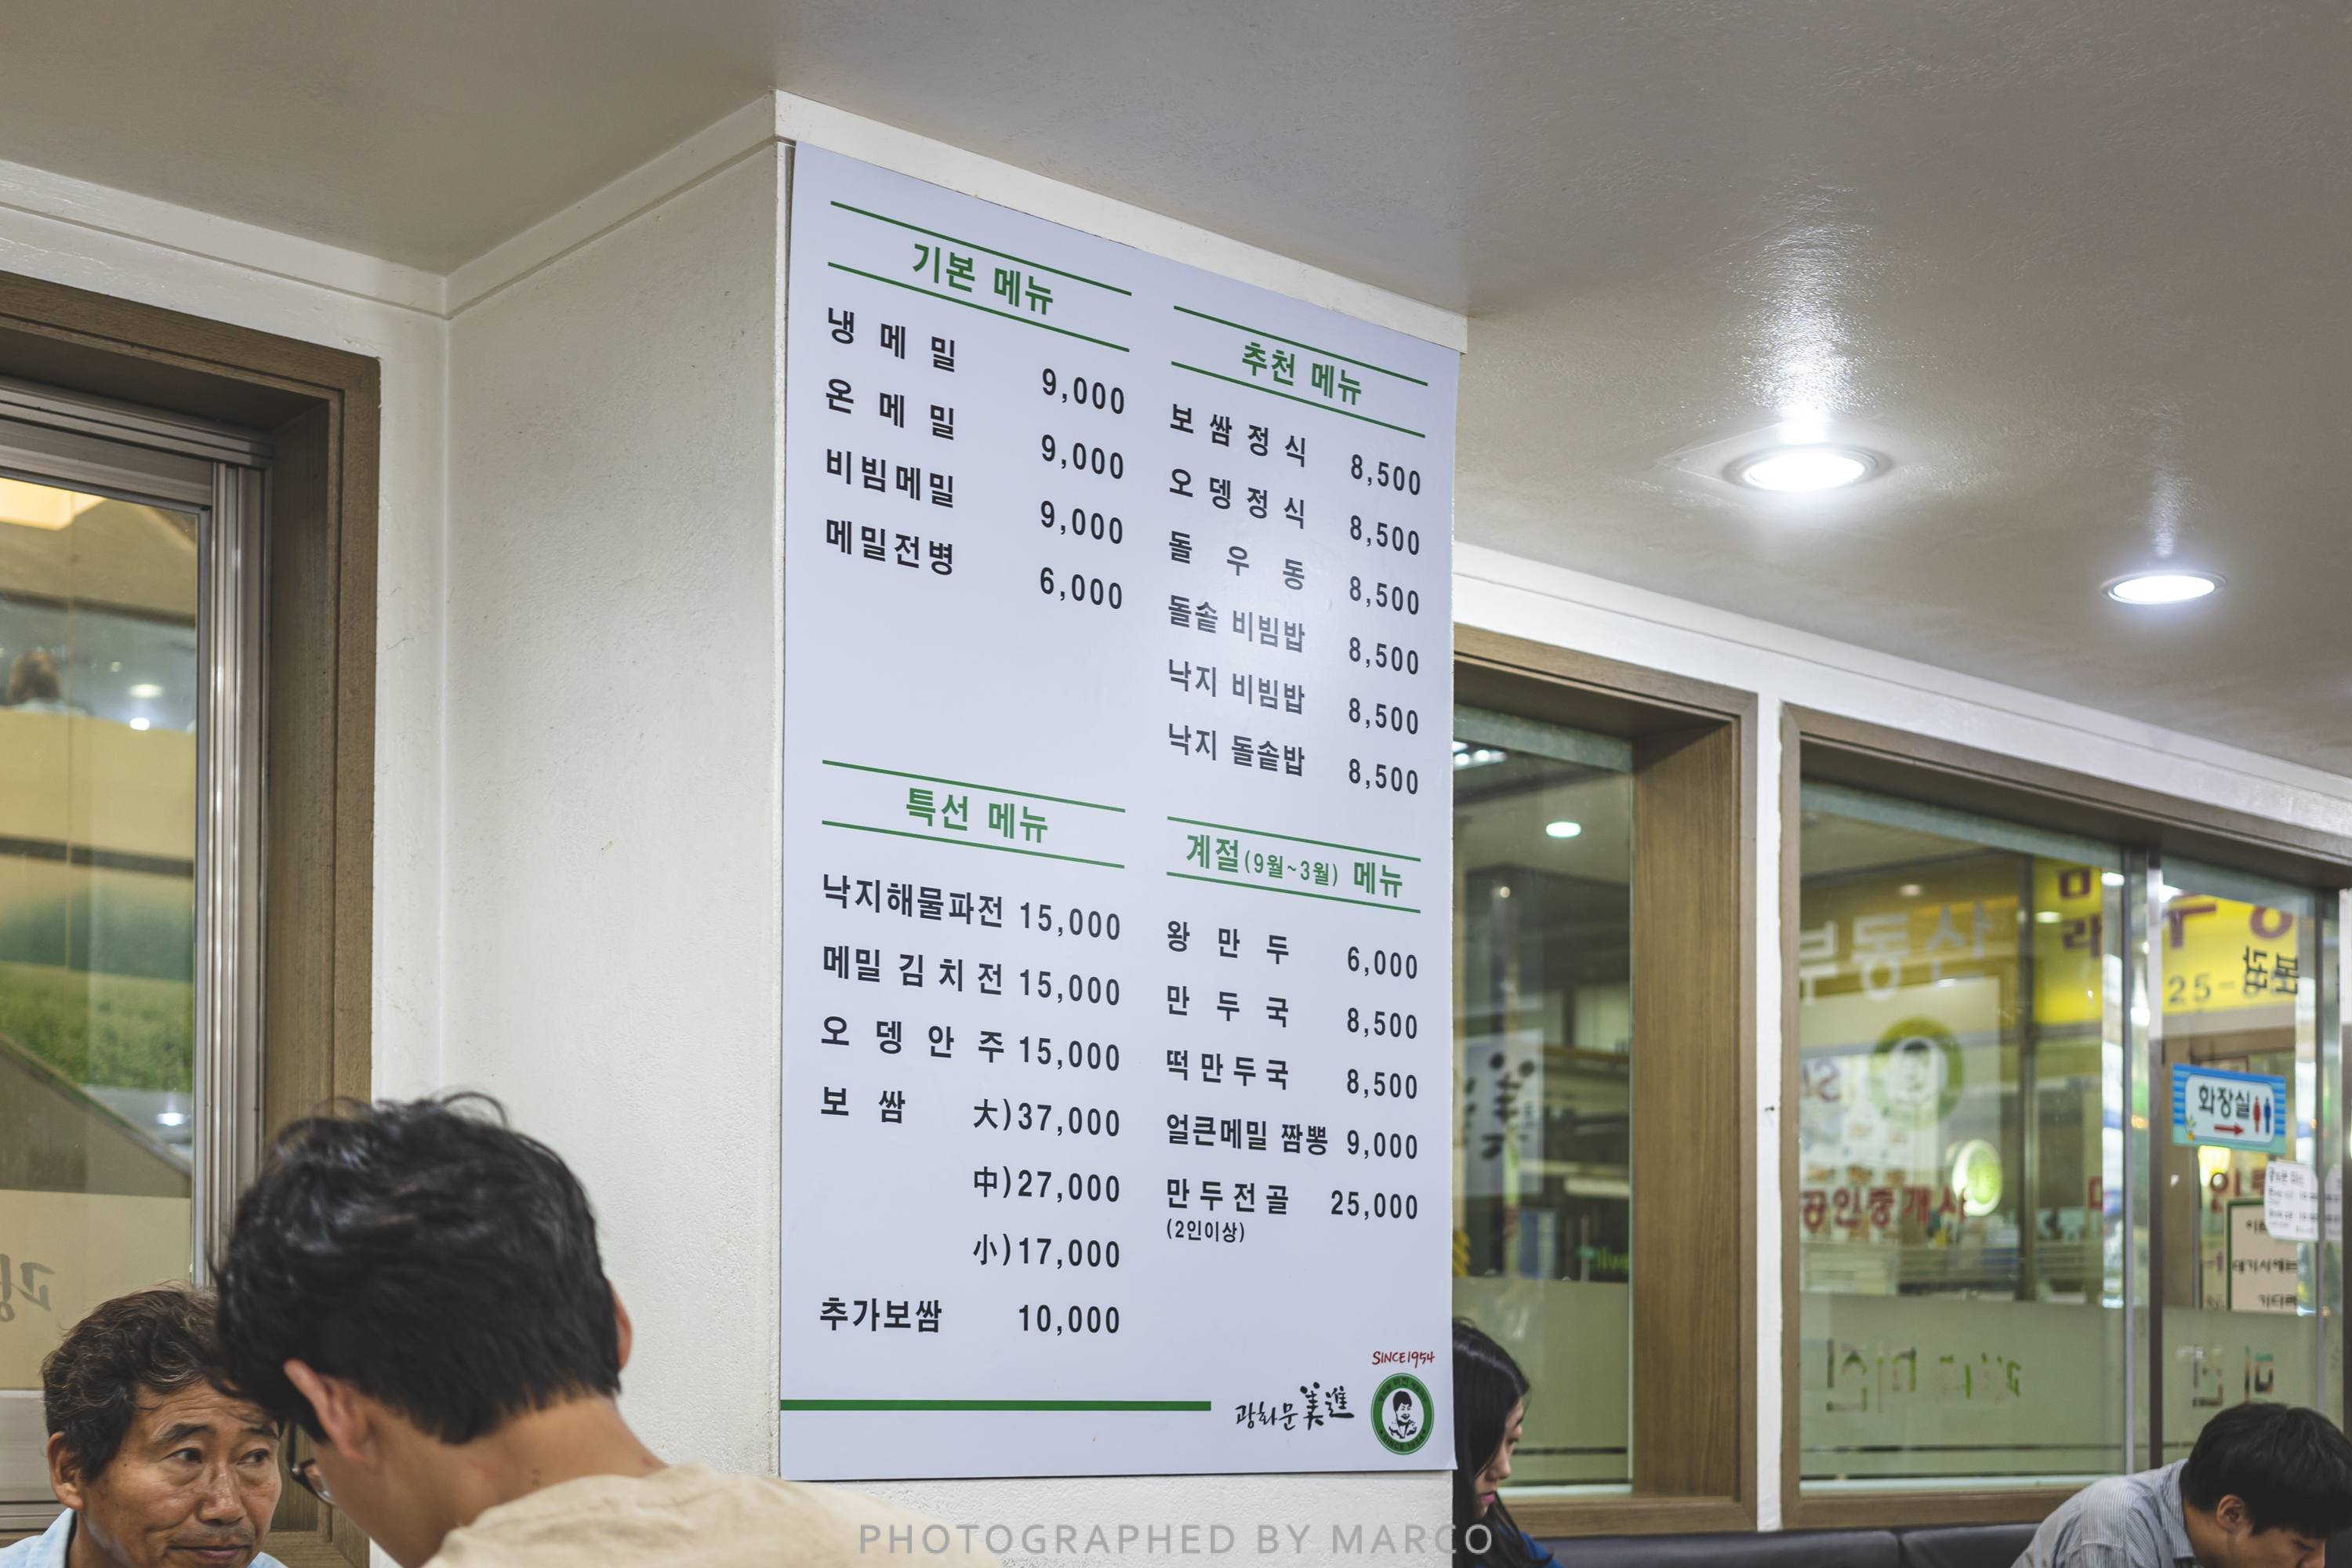 기본 메뉴
냉메밀 9,000
온메밀 9,000
비빔메밀 9,000
메밀전병 6,000
추천 메뉴
보쌈정식 8,500
오뎅정식 8,500
돌우동 8,500
돌솥 비빔밥 8,500
낙지 비빔밥 8,500
낙지 돌솥밥 8,500
특선 메뉴
낙지해물파전 15,000
메밀 김치전 15,000
오뎅안주 15,000
보쌈 大)37,000
中)27,000
小)17,000
추가보쌈 10,000
계절(9월~3월) 메뉴
왕만두 6,000
만두국 8,500
떡만두국 8,500
얼큰메밀 짬뽕 9,000
만두전골 25,000
(2인이상)
SINCE1954
광화문 美進
부동산
공인중개사
화장실
PHOTOGRAPHED BY MARCO